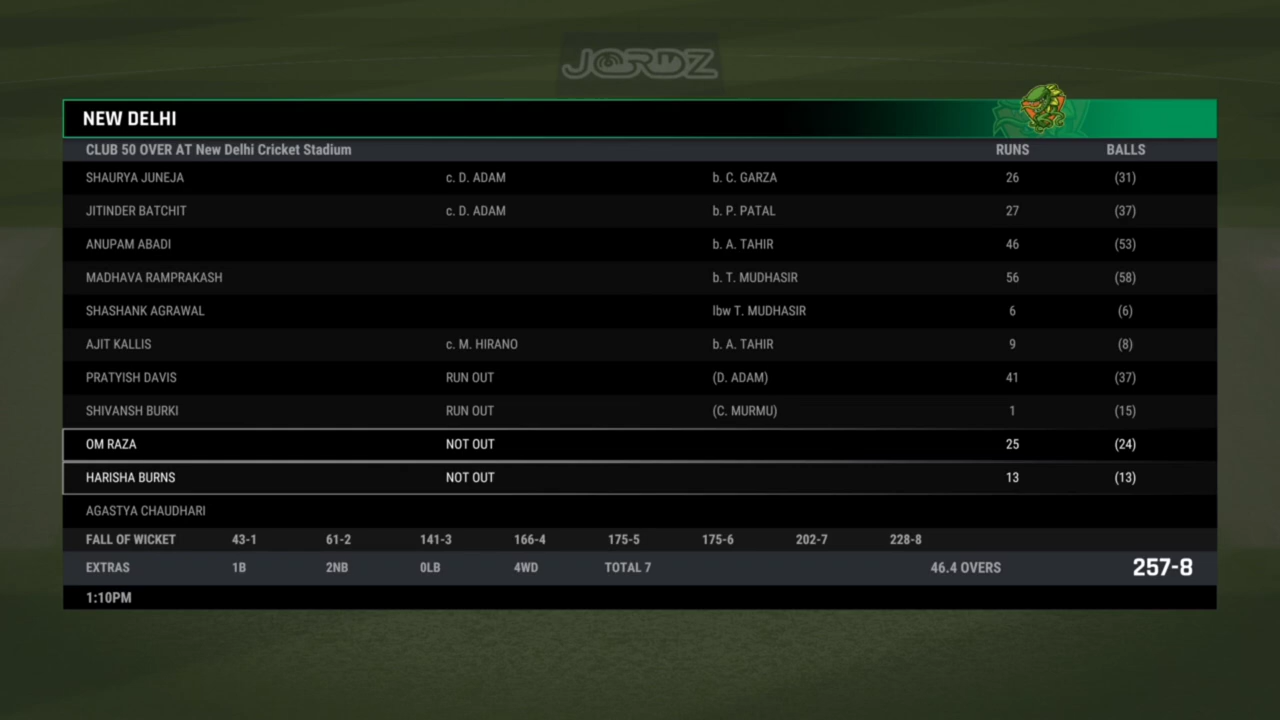 JORDZ
NEW DELHI
CLUB 50 OVER AT New Delhi Cricket Stadium RUNS BALLS
SHAURYA JUNEJA c. D. ADAM b. C. GARZA 26 (31)
JITINDER BATCHIT c. D. ADAM b. P. PATAL 27 (37)
ANUPAM ABADI b. A. TAHIR 46 (53)
MADHAVA RAMPRAKASH b. T. MUDHASIR 56 (58)
SHASHANK AGRAWAL lbw T. MUDHASIR 6 (6)
AJIT KALLIS c. M. HIRANO b. A. TAHIR 9 (8)
PRATYISH DAVIS RUN OUT (D. ADAM) 41 (37)
SHIVANSH BURKI RUN OUT (C. MURMU) 1 (15)
OM RAZA NOT OUT 25 (24)
HARISHA BURNS NOT OUT 13 (13)
AGASTYA CHAUDHARI
FALL OF WICKET 43-1 61-2 141-3 166-4 175-5 175-6 202-7 228-8
EXTRAS 1B 2NB 0LB 4WD TOTAL 7 46.4 OVERS 257-8
1:10PM